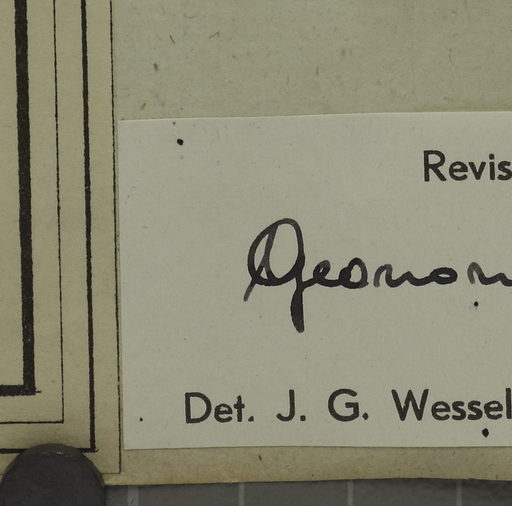 Revis
Geonom
Det. J. G. Wessel